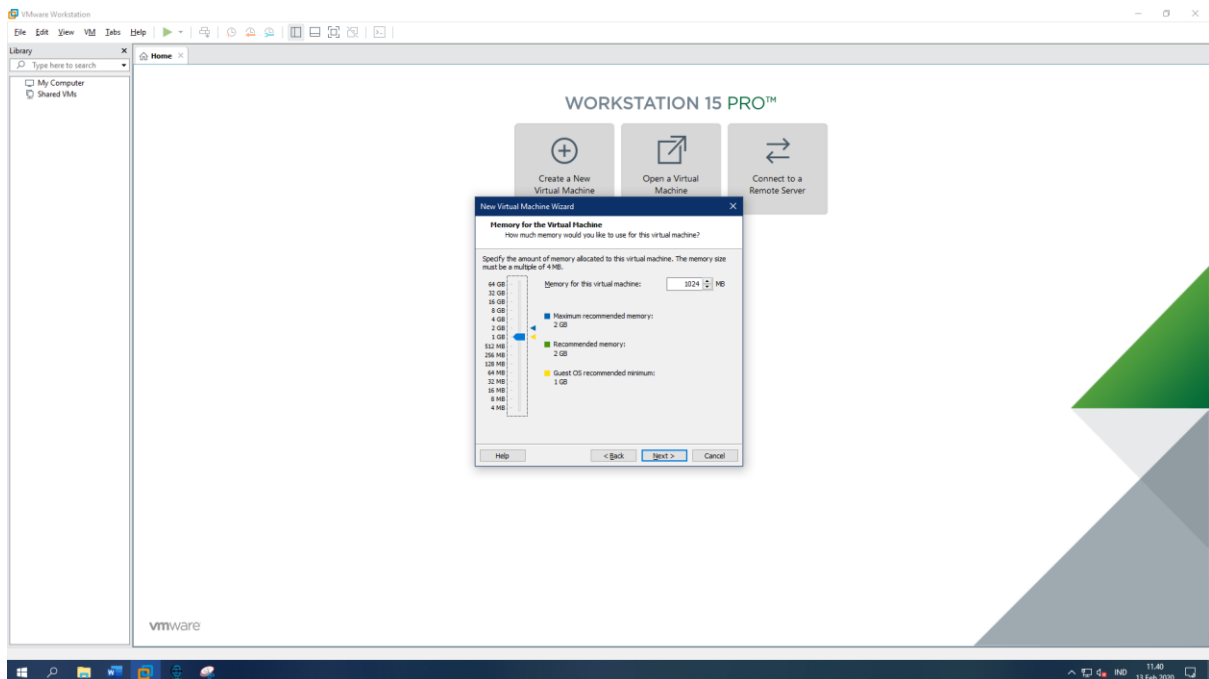 VMware Workstation
File Edit View VM Tabs Help
Library
Home
Type here to search
My Computer
Shared VMs
WORKSTATION 15 PRO™
Create a New
Virtual Machine
Open a Virtual
Machine
Connect to a
Remote Server
New Virtual Machine Wizard
Memory for the Virtual Machine
How much memory would you like to use for this virtual machine?
Specify the amount of memory allocated to this virtual machine. The memory size
must be a multiple of 4 MB.
64 GB
32 GB
16 GB
8 GB
4 GB
2 GB
1 GB
512 MB
256 MB
128 MB
64 MB
32 MB
16 MB
8 MB
4 MB
Memory for this virtual machine: 1024 MB
Maximum recommended memory:
2 GB
Recommended memory:
2 GB
Guest OS recommended minimum:
1 GB
Help < Back Next > Cancel
vmware
IND
11.40
13 Feb 2020